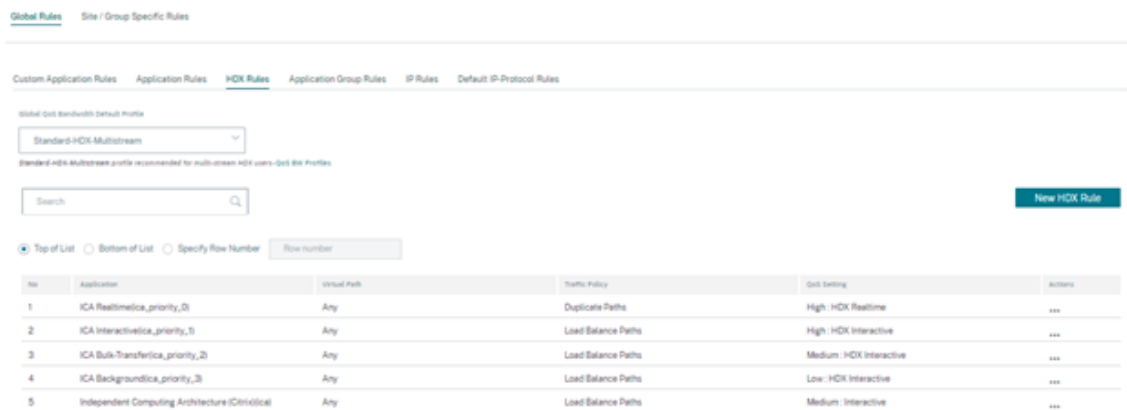 Global Rules Site / Group Specific Rules
Custom Application Rules Application Rules HDX Rules Application Group Rules IP Rules Default IP-Protocol Rules
Global QoS Bandwidth Default Profile
Standard-HDX-Multistream
Standard-HDX-Multistream profile recommended for multi-stream HDX users-QoS BW Profiles
Search
New HDX Rule
Top of List Bottom of List Specify Row Number Row number
No Application Virtual Path Traffic Policy QoS Setting Actions
1 ICA Realtime(ica_priority_0) Any Duplicate Paths High : HDX Realtime ...
2 ICA Interactive(ica_priority_1) Any Load Balance Paths High : HDX Interactive ...
3 ICA Bulk-Transfer(ica_priority_2) Any Load Balance Paths Medium : HDX Interactive ...
4 ICA Background(ica_priority_3) Any Load Balance Paths Low : HDX Interactive ...
5 Independent Computing Architecture (Citrix)(ica) Any Load Balance Paths Medium : Interactive ...